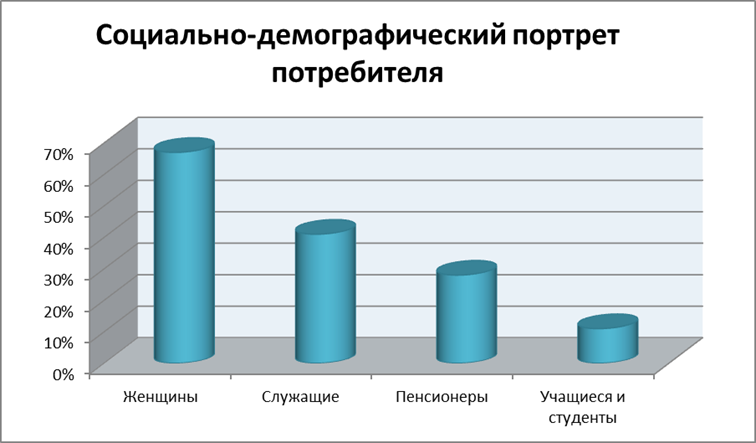 Социально-демографический портрет
потребителя
70%
60%
50%
40%
30%
20%
10%
0%
Женщины
Служащие
Пенсионеры
Учащиеся и
студенты